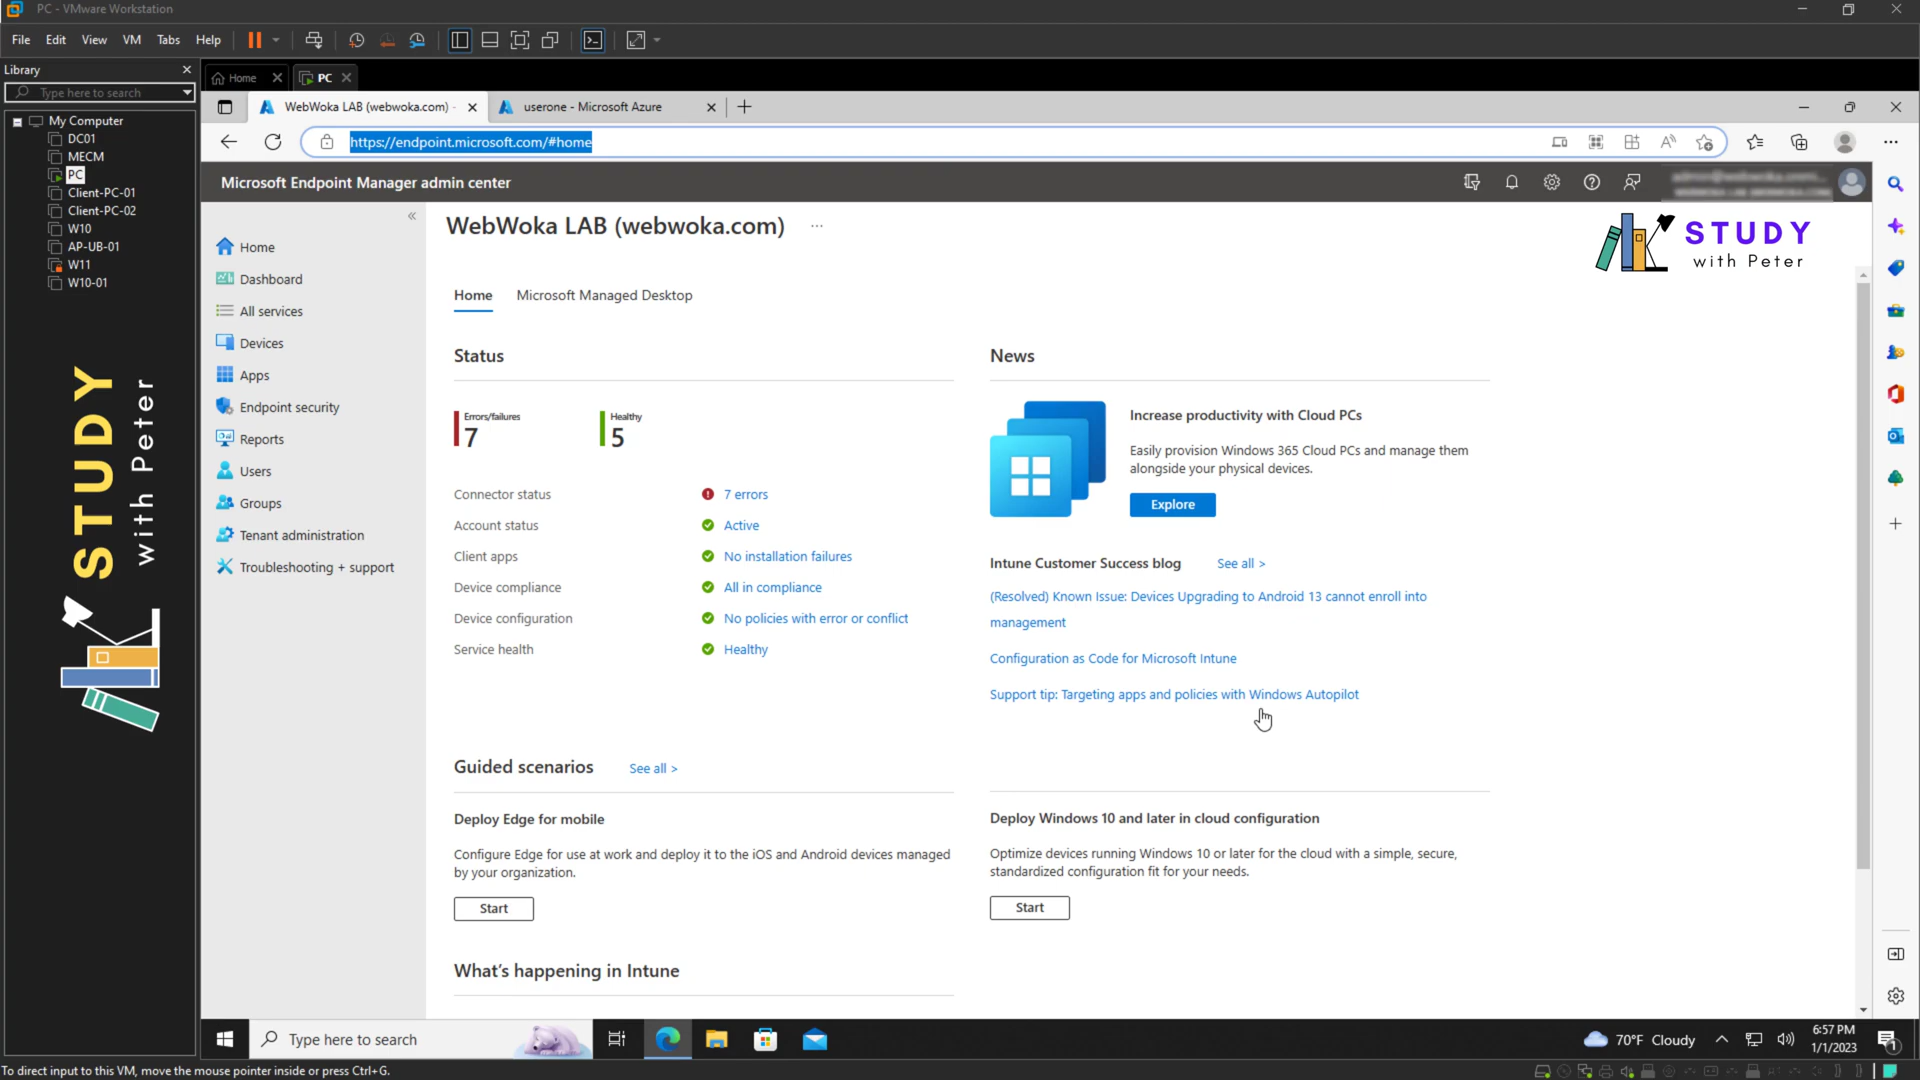 PC - VMware Workstation
File Edit View VM Tabs Help
Library
Type here to search
My Computer
DC01
MECM
PC
Client-PC-01
Client-PC-02
W10
AP-UB-01
W11
W10-01
STUDY
with Peter
Home
PC
WebWoka LAB (webwoka.com) -
userone - Microsoft Azure
https://endpoint.microsoft.com/#home
Microsoft Endpoint Manager admin center
Home
Dashboard
All services
Devices
Apps
Endpoint security
Reports
Users
Groups
Tenant administration
Troubleshooting + support
WebWoka LAB (webwoka.com) ...
STUDY
with Peter
Home
Microsoft Managed Desktop
Status
Errors/failures
7
Healthy
5
Connector status
7 errors
Account status
Active
Client apps
No installation failures
Device compliance
All in compliance
Device configuration
No policies with error or conflict
Service health
Healthy
News
Increase productivity with Cloud PCs
Easily provision Windows 365 Cloud PCs and manage them
alongside your physical devices.
Explore
Intune Customer Success blog
See all >
(Resolved) Known Issue: Devices Upgrading to Android 13 cannot enroll into
management
Configuration as Code for Microsoft Intune
Support tip: Targeting apps and policies with Windows Autopilot
Guided scenarios
See all >
Deploy Edge for mobile
Configure Edge for use at work and deploy it to the iOS and Android devices managed
by your organization.
Start
Deploy Windows 10 and later in cloud configuration
Optimize devices running Windows 10 or later for the cloud with a simple, secure,
standardized configuration fit for your needs.
Start
What's happening in Intune
Type here to search
70°F Cloudy
6:57 PM
1/1/2023
1
To direct input to this VM, move the mouse pointer inside or press Ctrl+G.